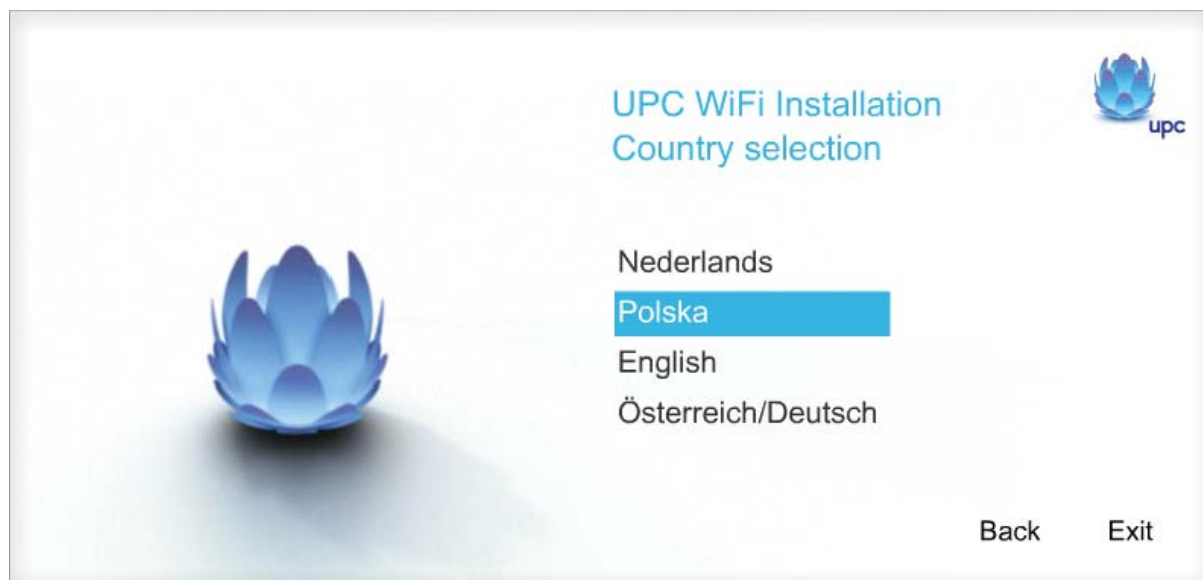 UPC WiFi Installation
Country selection
upc
Nederlands
Polska
English
Österreich/Deutsch
Back
Exit